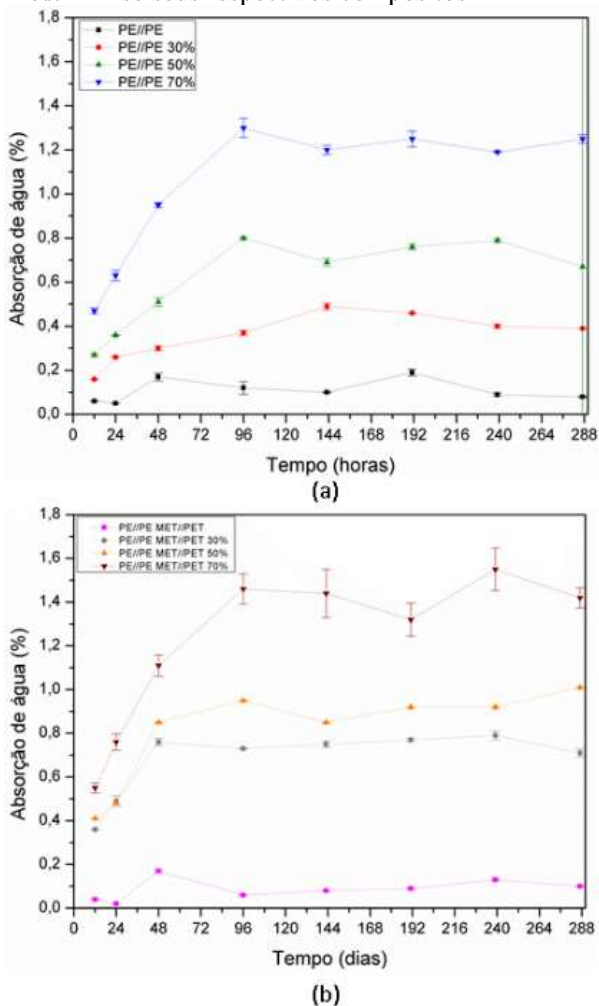 PE//PE
PE//PE 30%
PE//PE 50%
PE//PE 70%
1,8
1,6
1,4
1,2
1,0
0,8
0,6
0,4
0,2
0,0
Absorção de água (%)
0 24 48 72 96 120 144 168 192 216 240 264 288
Tempo (horas)
(a)
PE//PE MET//PET
PE//PE MET//PET 30%
PE//PE MET//PET 50%
PE//PE MET//PET 70%
1,8
1,6
1,4
1,2
1,0
0,8
0,6
0,4
0,2
0,0
Absorção de água (%)
0 24 48 72 96 120 144 168 192 216 240 264 288
Tempo (dias)
(b)